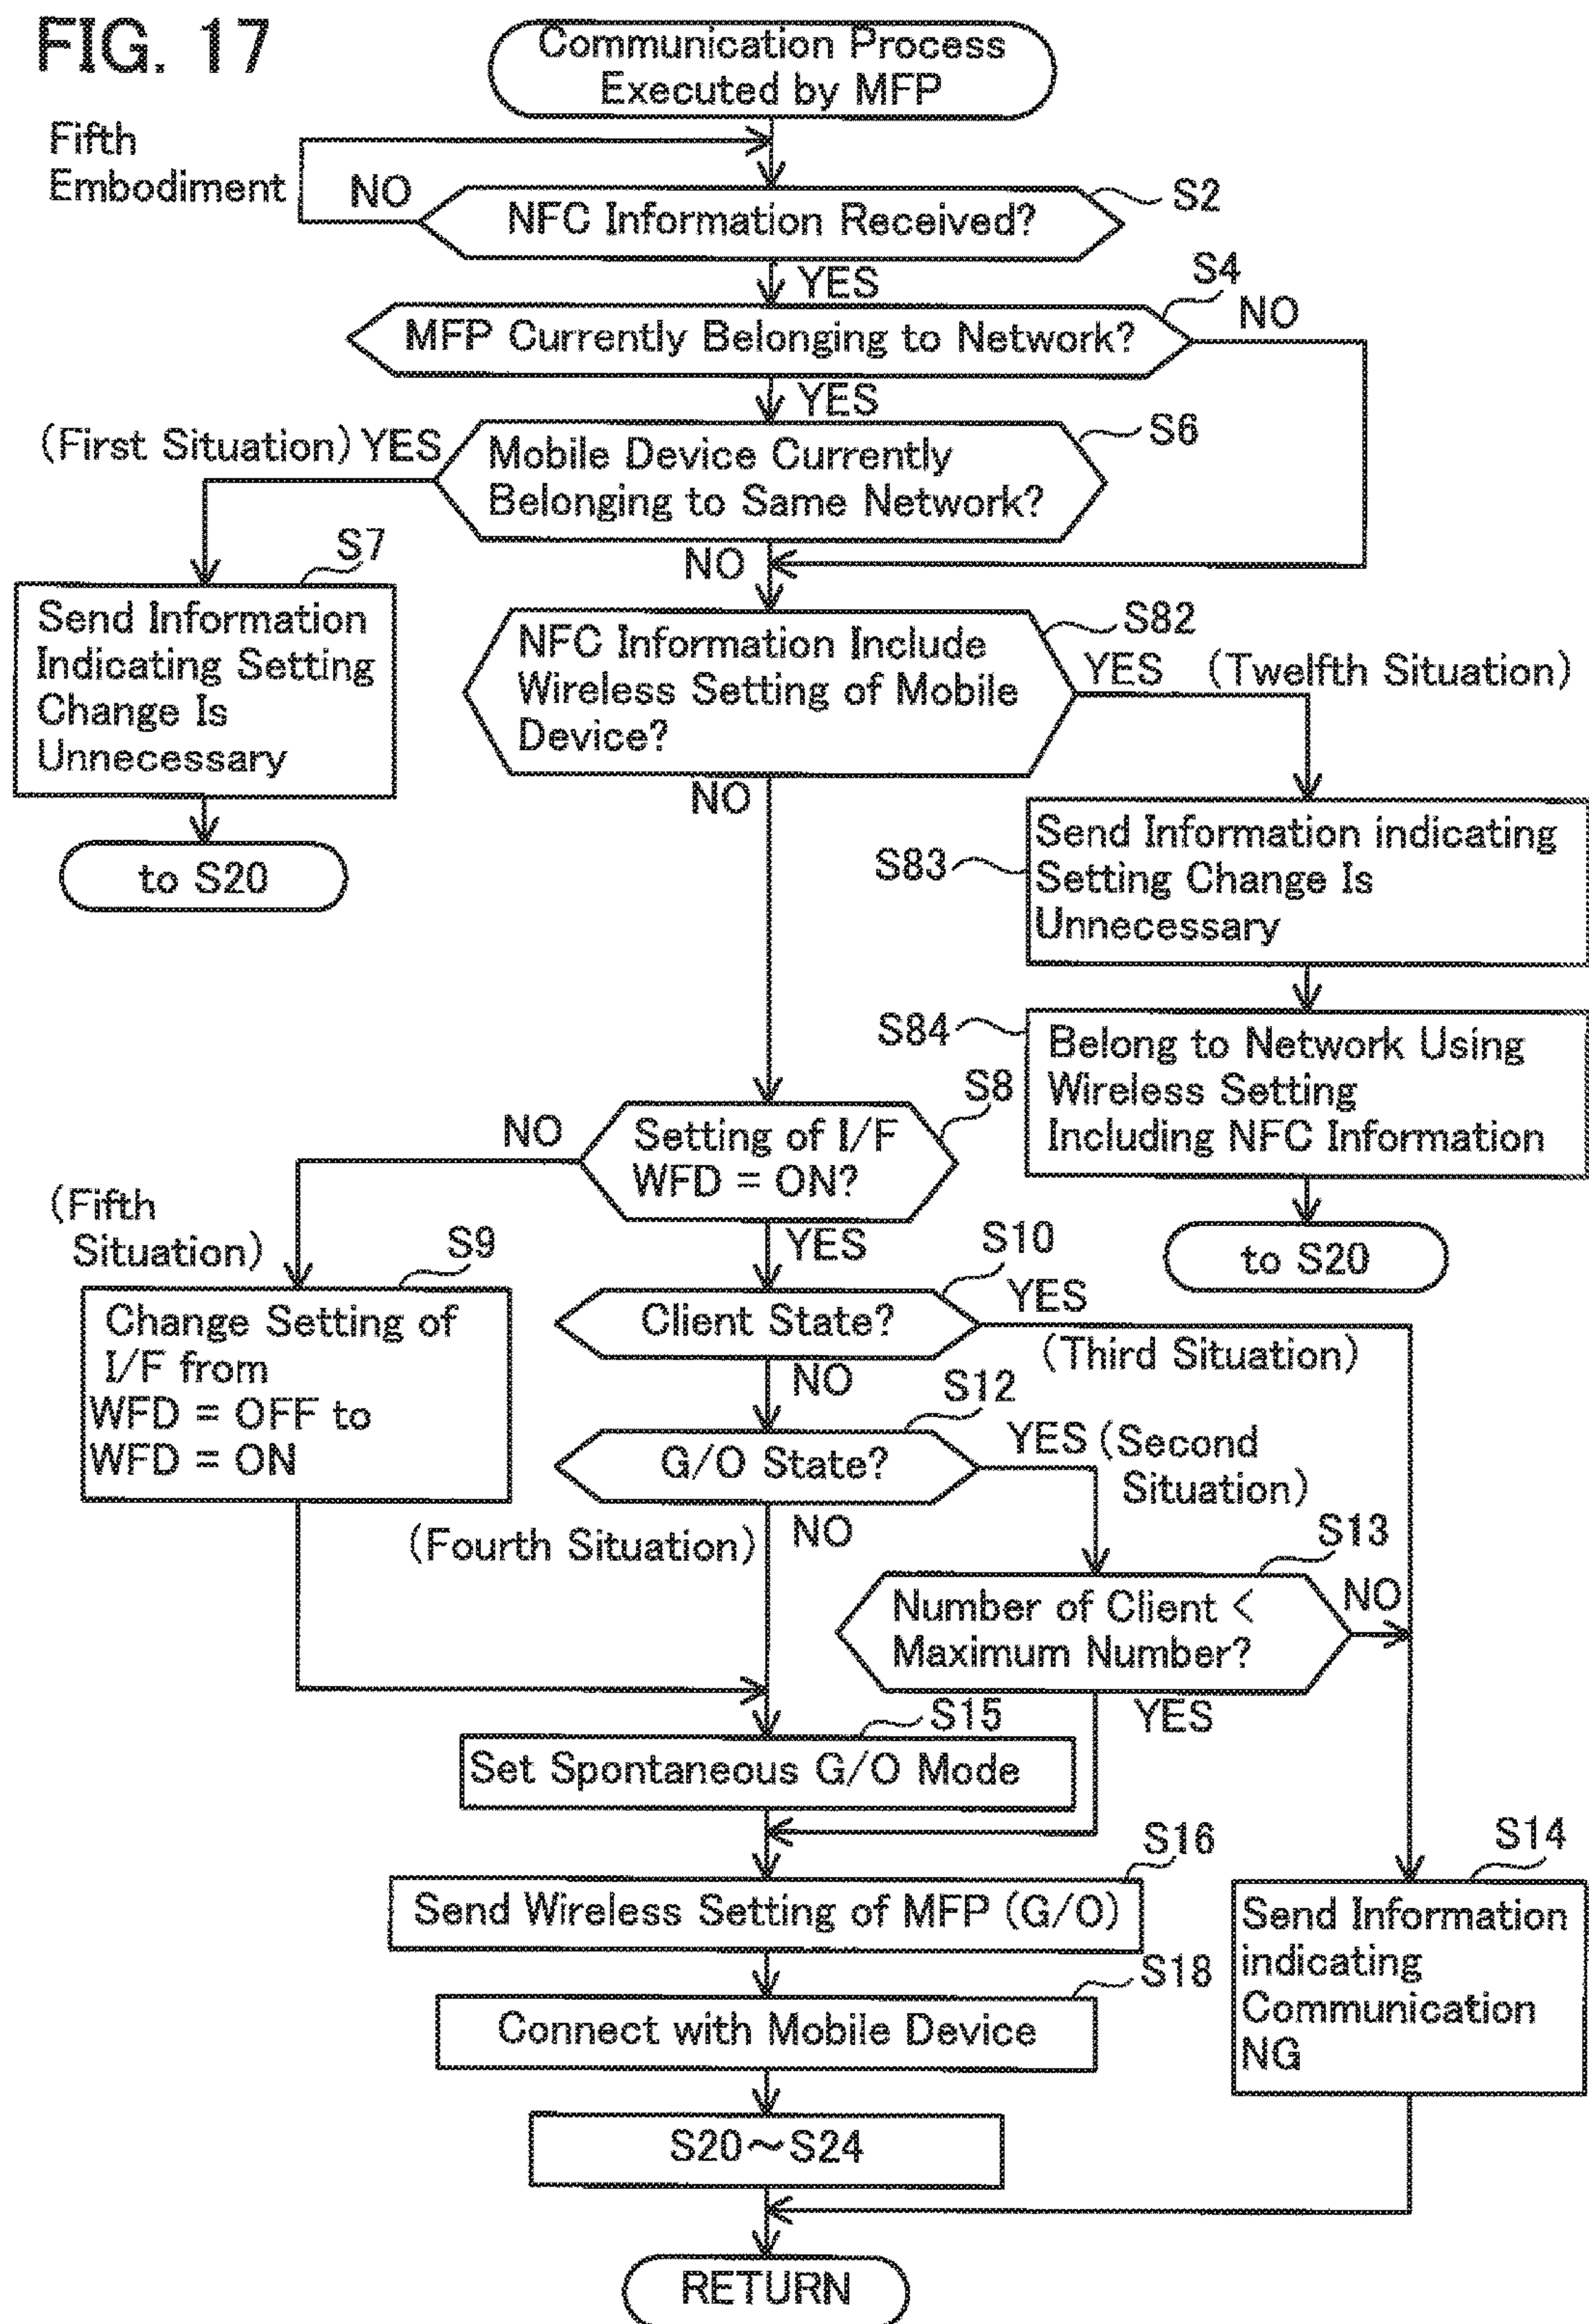 FIG. 17
Communication Process
Executed by MFP
Fifth
Embodiment
NO
S2
NFC Information Received?
YES
S4
NO
MFP Currently Belonging to Network?
YES
S6
(First Situation) YES
Mobile Device Currently
Belonging to Same Network?
NO
S7
Send Information
Indicating Setting
Change Is
Unnecessary
to S20
S82
NFC Information Include
Wireless Setting of Mobile
Device?
YES (Twelfth Situation)
NO
S83
Send Information indicating
Setting Change Is
Unnecessary
S84
Belong to Network Using
Wireless Setting
Including NFC Information
to S20
S8
NO
Setting of I/F
WFD = ON?
(Fifth
Situation)
YES
S9
Change Setting of
I/F from
WFD = OFF to
WFD = ON
S10
Client State?
YES
(Third Situation)
NO
S12
G/O State?
YES (Second
Situation)
(Fourth Situation)
NO
S13
Number of Client <
Maximum Number?
NO
YES
S15
Set Spontaneous G/O Mode
S16
Send Wireless Setting of MFP (G/O)
S14
Send Information
indicating
Communication
NG
S18
Connect with Mobile Device
S20～S24
RETURN